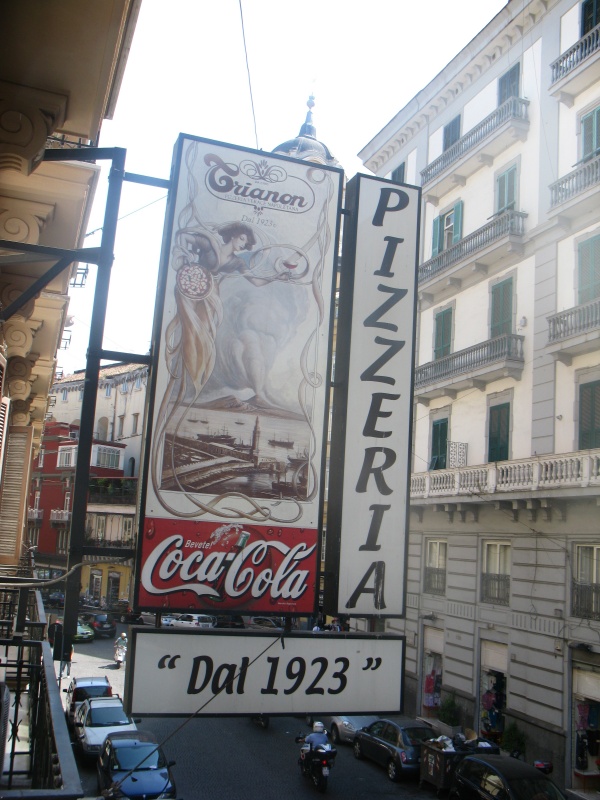 Trianon
Dal 1923
Bevete
Coca-Cola
PIZZERIA
“ Dal 1923 ”